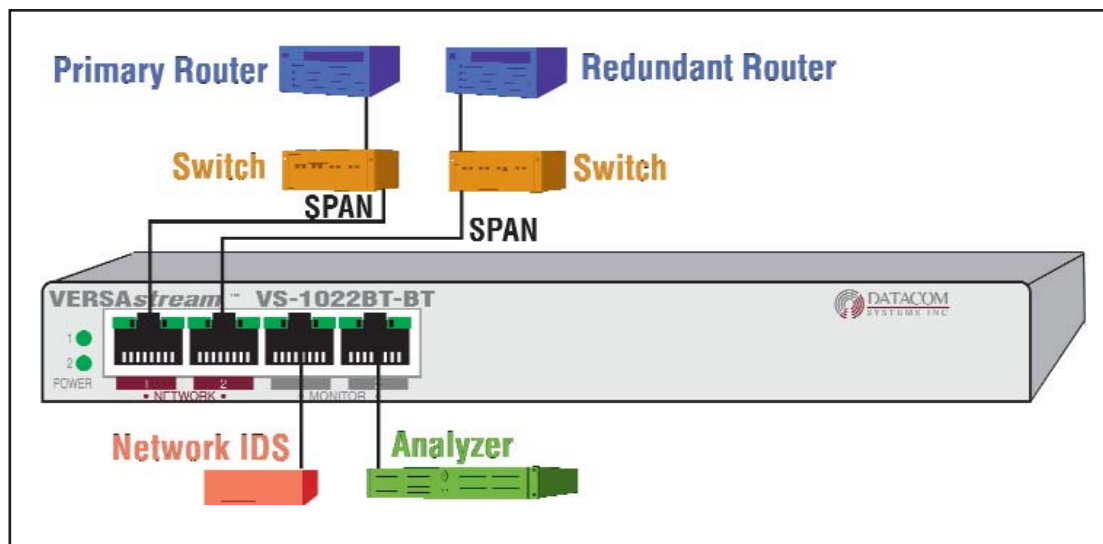 Primary Router
Redundant Router
Switch
Switch
SPAN
SPAN
VERSAstream™ VS-1022BT-BT
DATACOM
SYSTEMS INC
1
2
POWER
1
2
• NETWORK •
MONITOR
Network IDS
Analyzer